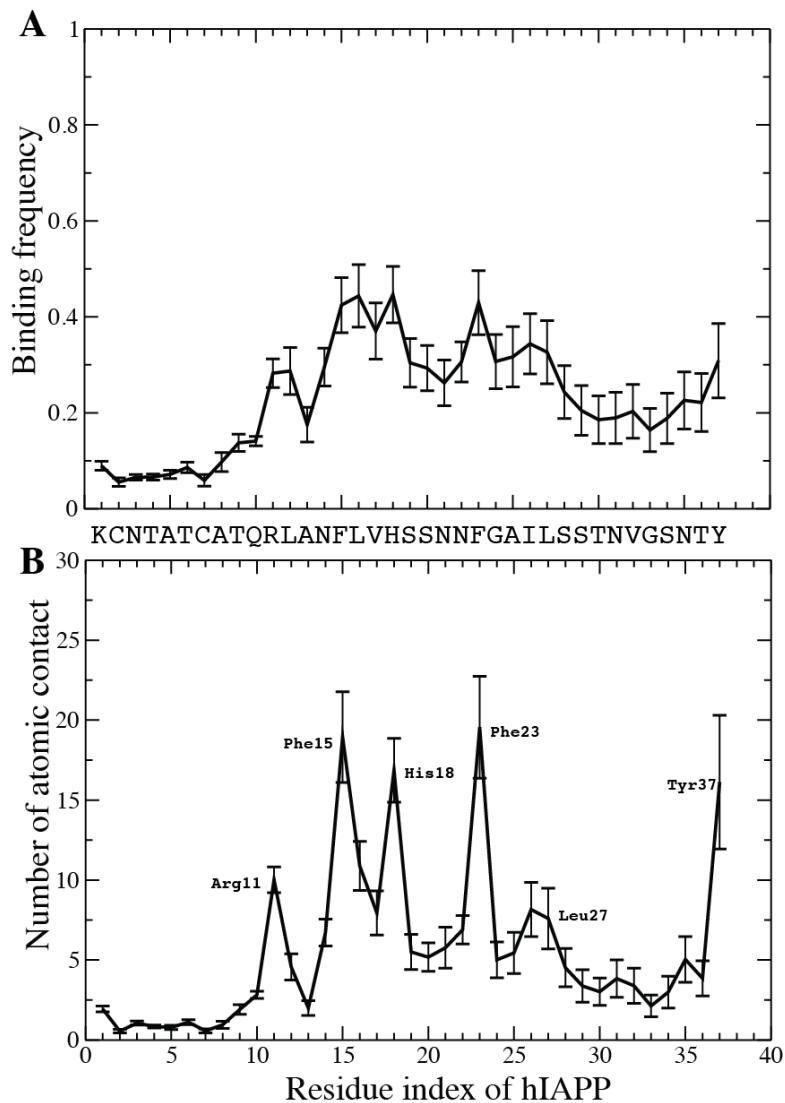 A
1
0.8
0.6
0.4
0.2
0
Binding frequency
KCNTATCATQRLANFLVHSSNNFGAILSSTNVGSNTY
B
30
25
20
15
10
5
0
Number of atomic contact
Phe15
His18
Phe23
Tyr37
Arg11
Leu27
0 5 10 15 20 25 30 35 40
Residue index of hIAPP